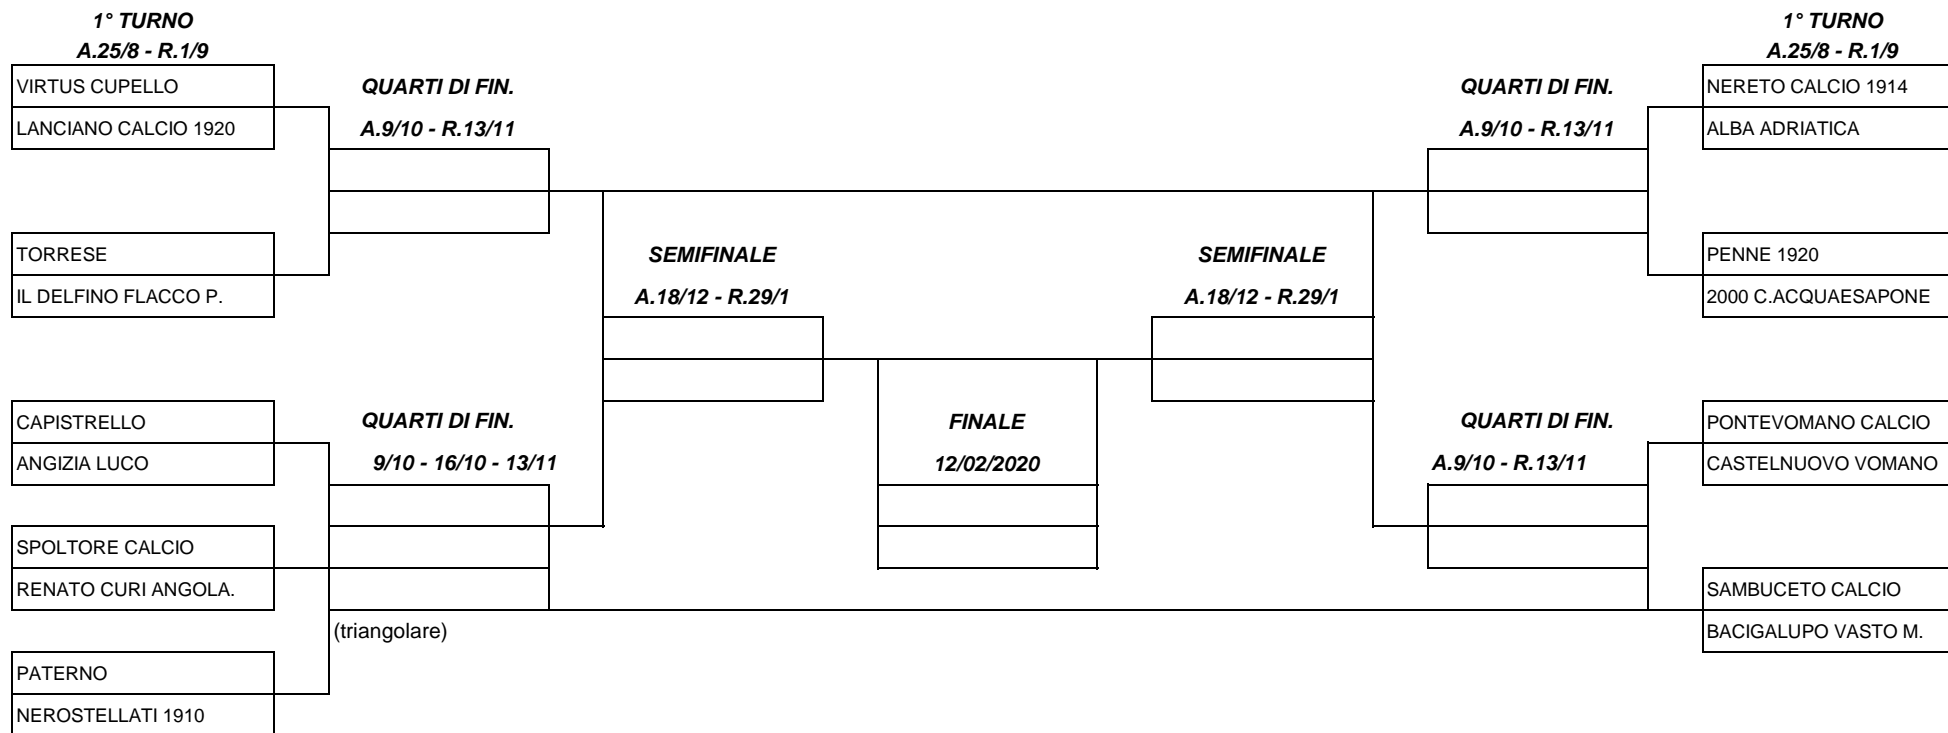 1° TURNO
1° TURNO
A.25/8 - R.1/9
A.25/8 - R.1/9
VIRTUS CUPELLO
QUARTI DI FIN.
QUARTI DI FIN.
NERETO CALCIO 1914
LANCIANO CALCIO 1920
A.9/10 - R.13/11
A.9/10 - R.13/11
ALBA ADRIATICA
TORRESE
SEMIFINALE
SEMIFINALE
PENNE 1920
IL DELFINO FLACCO P.
A.18/12 - R.29/1
A.18/12 - R.29/1
2000 C.ACQUAESAPONE
CAPISTRELLO
QUARTI DI FIN.
FINALE
QUARTI DI FIN.
PONTEVOMANO CALCIO
ANGIZIA LUCO
9/10 - 16/10 - 13/11
12/02/2020
A.9/10 - R.13/11
CASTELNUOVO VOMANO
SPOLTORE CALCIO
RENATO CURI ANGOLA.
SAMBUCETO CALCIO
(triangolare)
BACIGALUPO VASTO M.
PATERNO
NEROSTELLATI 1910